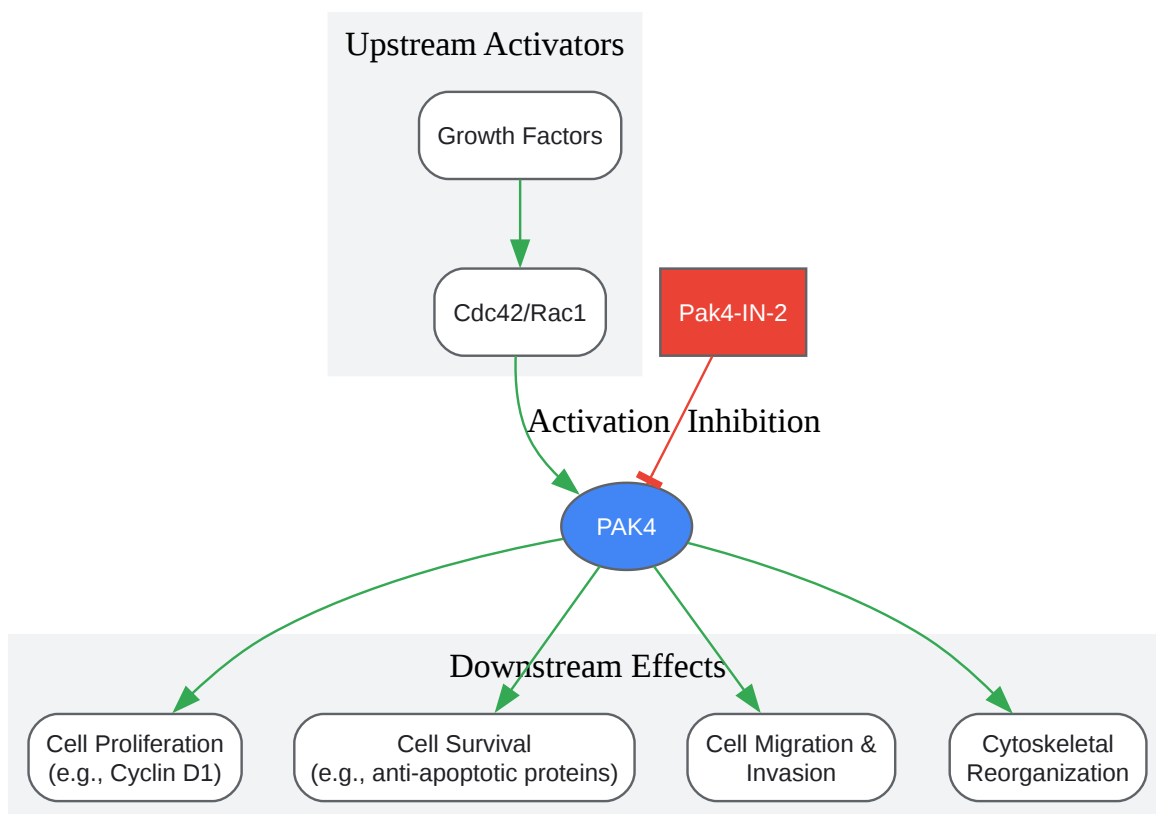 Upstream Activators
Growth Factors
Cdc42/Rac1
Pak4-IN-2
Activation
Inhibition
PAK4
Downstream Effects
Cell Proliferation
(e.g., Cyclin D1)
Cell Survival
(e.g., anti-apoptotic proteins)
Cell Migration &
Invasion
Cytoskeletal
Reorganization